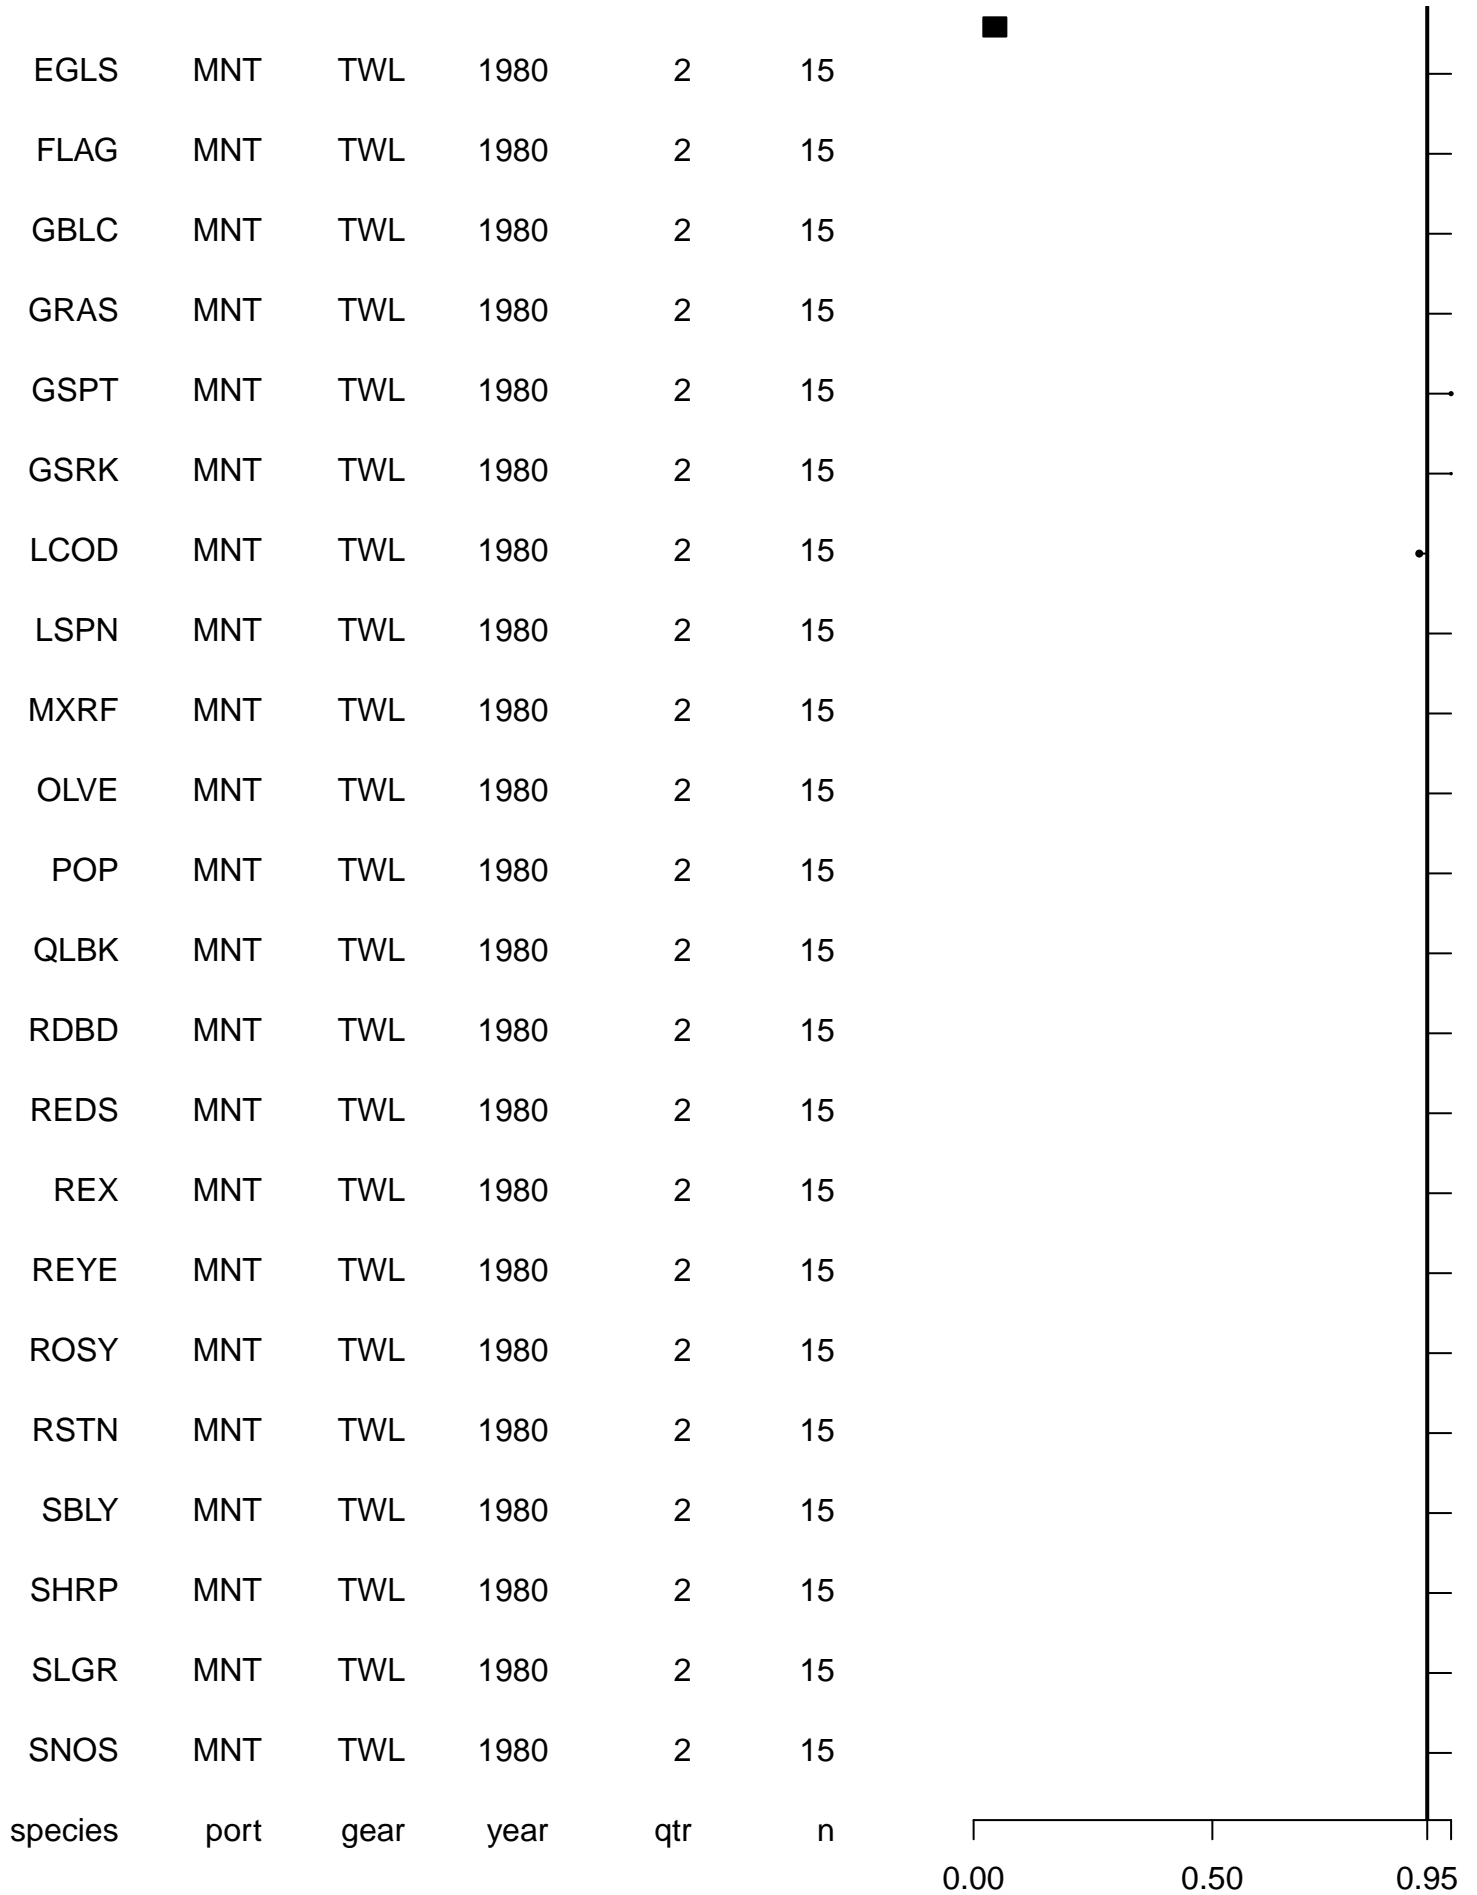 EGLS MNT TWL 1980 2 15
FLAG MNT TWL 1980 2 15
GBLC MNT TWL 1980 2 15
GRAS MNT TWL 1980 2 15
GSPT MNT TWL 1980 2 15
GSRK MNT TWL 1980 2 15
LCOD MNT TWL 1980 2 15
LSPN MNT TWL 1980 2 15
MXRF MNT TWL 1980 2 15
OLVE MNT TWL 1980 2 15
POP MNT TWL 1980 2 15
QLBK MNT TWL 1980 2 15
RDBD MNT TWL 1980 2 15
REDS MNT TWL 1980 2 15
REX MNT TWL 1980 2 15
REYE MNT TWL 1980 2 15
ROSY MNT TWL 1980 2 15
RSTN MNT TWL 1980 2 15
SBLY MNT TWL 1980 2 15
SHRP MNT TWL 1980 2 15
SLGR MNT TWL 1980 2 15
SNOS MNT TWL 1980 2 15
species port gear year qtr n
0.00 0.50 0.95